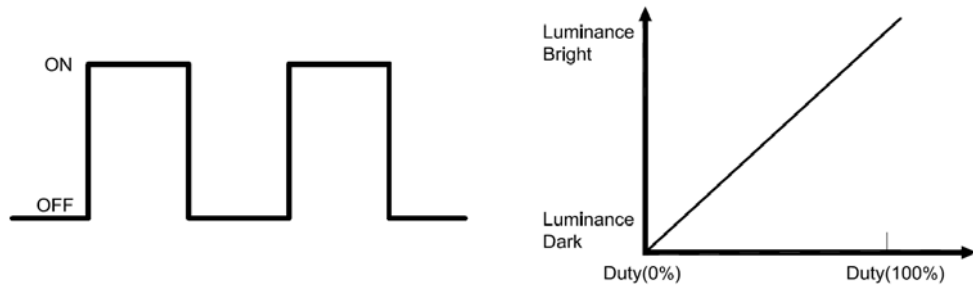 ON
OFF
Luminance
Bright
Luminance
Dark
Duty(0%)
Duty(100%)